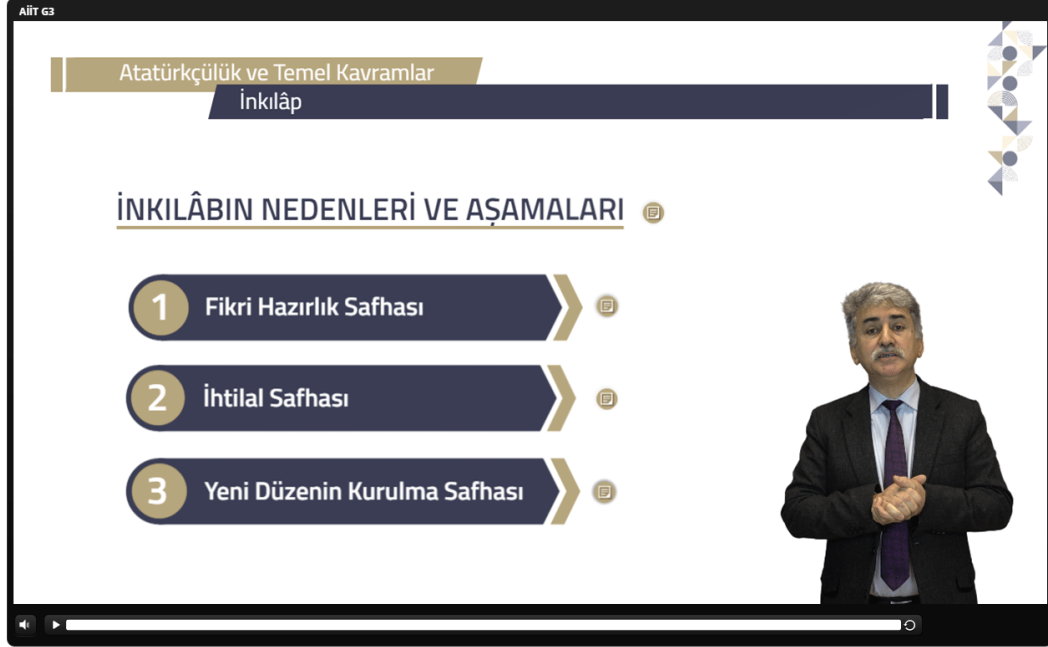 AİİT G3
Atatürkçülük ve Temel Kavramlar
İnkılâp
İNKILÂBIN NEDENLERİ VE AŞAMALARI
1 Fikri Hazırlık Safhası
2 İhtilal Safhası
3 Yeni Düzenin Kurulma Safhası